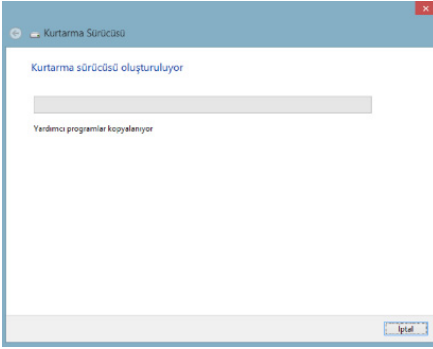 Kurtarma Sürücüsü
Kurtarma sürücüsü oluşturuluyor
Yardımcı programlar kopyalanıyor
İptal